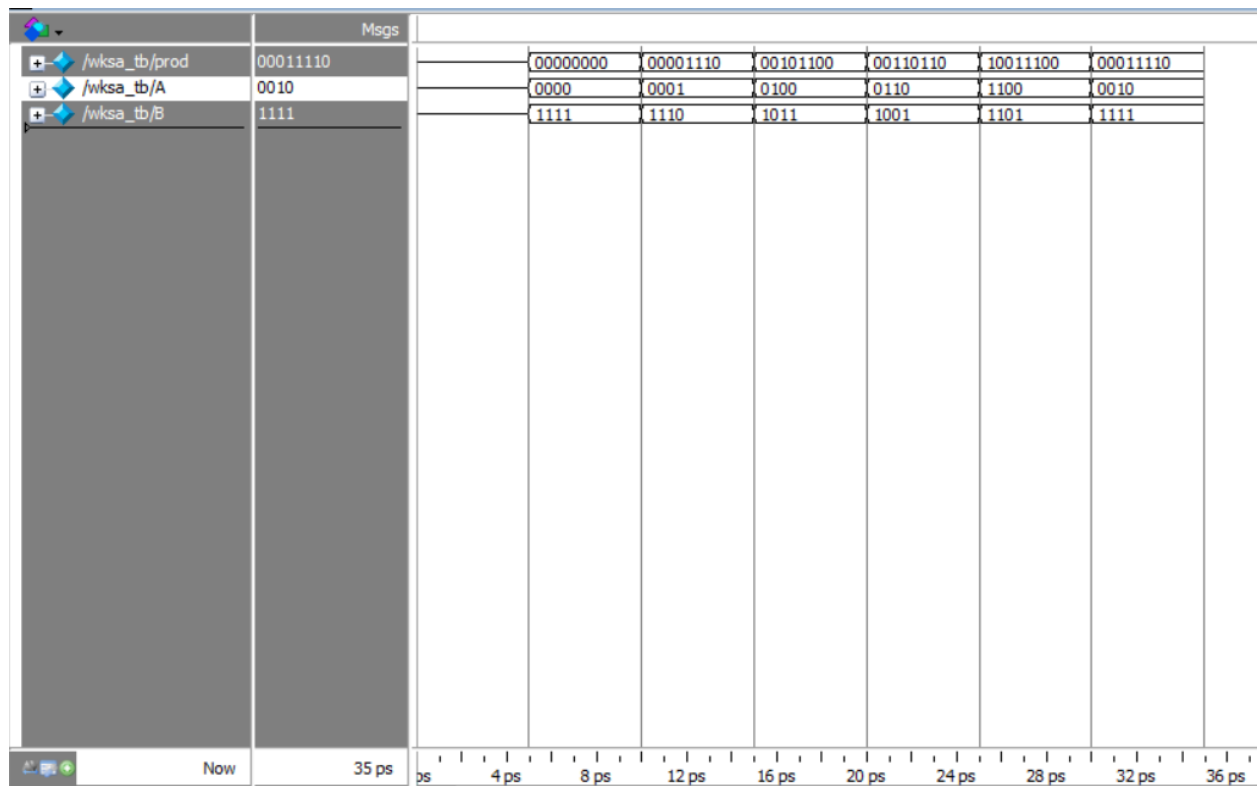 Msgs
/wksa_tb/prod 00011110 00000000 00001110 00101100 00110110 10011100 00011110
/wksa_tb/A 0010 0000 0001 0100 0110 1100 0010
/wksa_tb/B 1111 1111 1110 1011 1001 1101 1111
Now 35 ps
ps 4 ps 8 ps 12 ps 16 ps 20 ps 24 ps 28 ps 32 ps 36 ps